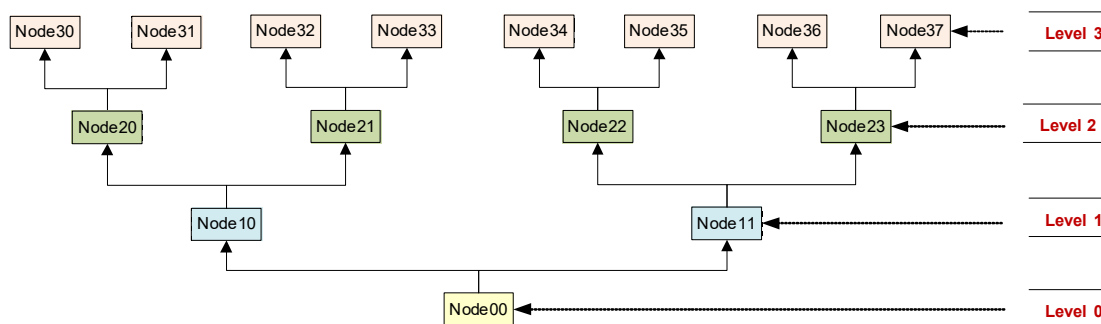 Node30 Node31 Node32 Node33 Node34 Node35 Node36 Node37 Level 3
Node20 Node21 Node22 Node23 Level 2
Node10 Node11 Level 1
Node00 Level 0